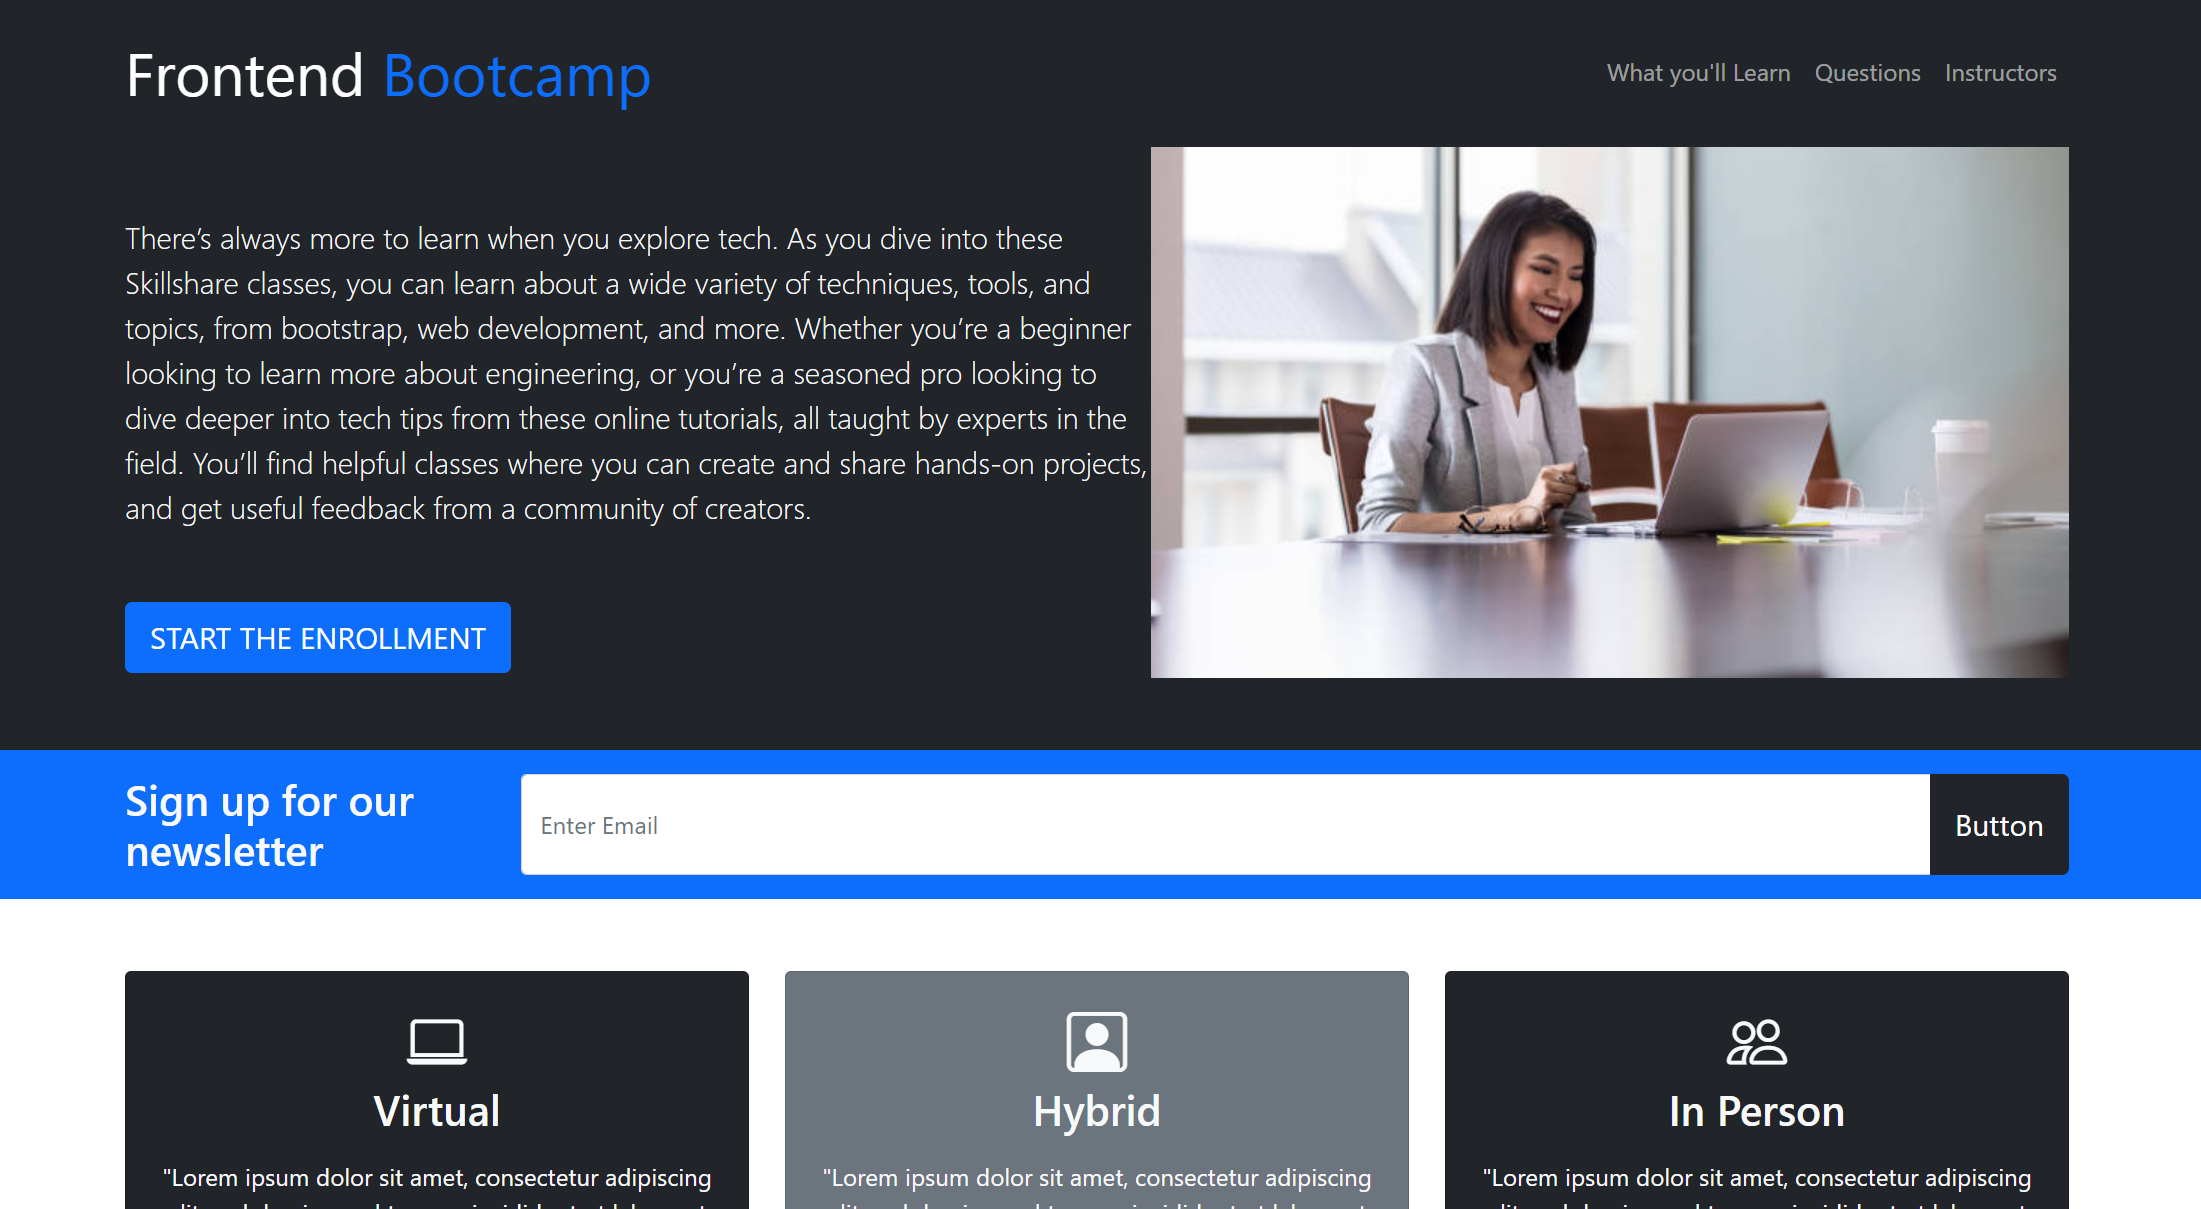 Frontend Bootcamp
What you'll Learn Questions Instructors
There’s always more to learn when you explore tech. As you dive into these
Skillshare classes, you can learn about a wide variety of techniques, tools, and
topics, from bootstrap, web development, and more. Whether you’re a beginner
looking to learn more about engineering, or you’re a seasoned pro looking to
dive deeper into tech tips from these online tutorials, all taught by experts in the
field. You’ll find helpful classes where you can create and share hands-on projects,
and get useful feedback from a community of creators.
START THE ENROLLMENT
Sign up for our
newsletter
Enter Email
Button
Virtual
"Lorem ipsum dolor sit amet, consectetur adipiscing
Hybrid
"Lorem ipsum dolor sit amet, consectetur adipiscing
In Person
"Lorem ipsum dolor sit amet, consectetur adipiscing